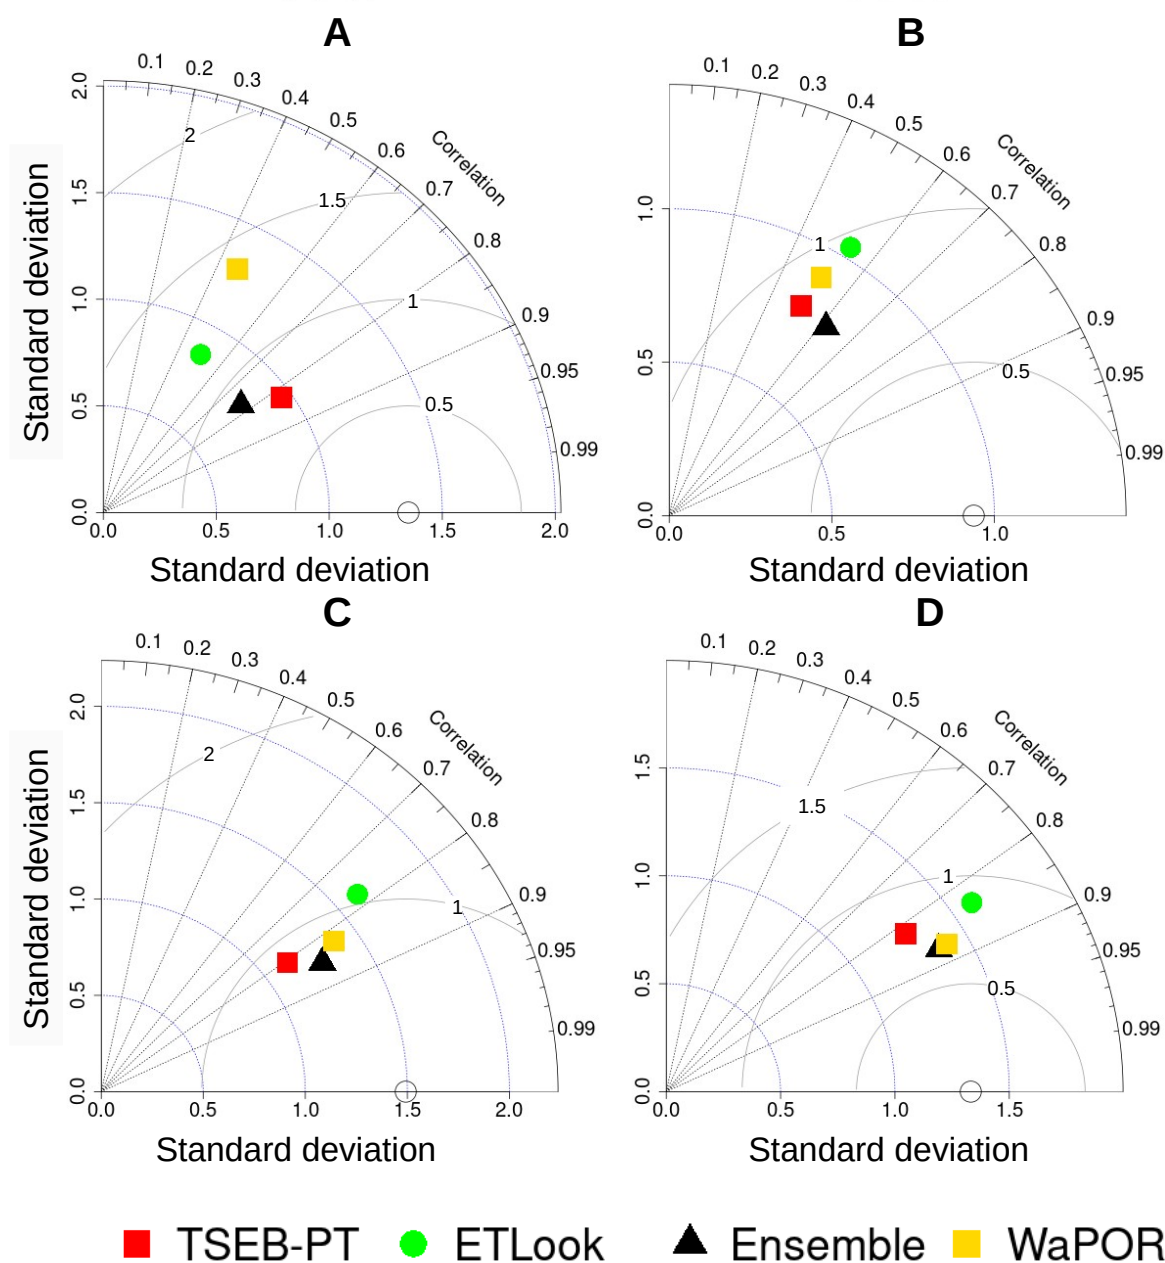 A
B
0.1 0.2 0.3 0.4 0.5 0.6 0.7 0.8 0.9 0.95 0.99
Correlation
2.0 1.5 1.0 0.5 0.0
Standard deviation
2 1.5 1 0.5
0.0 0.5 1.0 1.5 2.0
Standard deviation
0.1 0.2 0.3 0.4 0.5 0.6 0.7 0.8 0.9 0.95 0.99
Correlation
1.0 0.5 0.0
1 0.5
0.0 0.5 1.0
Standard deviation
C
D
0.1 0.2 0.3 0.4 0.5 0.6 0.7 0.8 0.9 0.95 0.99
Correlation
2.0 1.5 1.0 0.5 0.0
Standard deviation
2 1
0.0 0.5 1.0 1.5 2.0
Standard deviation
0.1 0.2 0.3 0.4 0.5 0.6 0.7 0.8 0.9 0.95 0.99
Correlation
1.5 1.0 0.5 0.0
1.5 1 0.5
0.0 0.5 1.0 1.5
Standard deviation
TSEB-PT ETLook Ensemble WaPOR